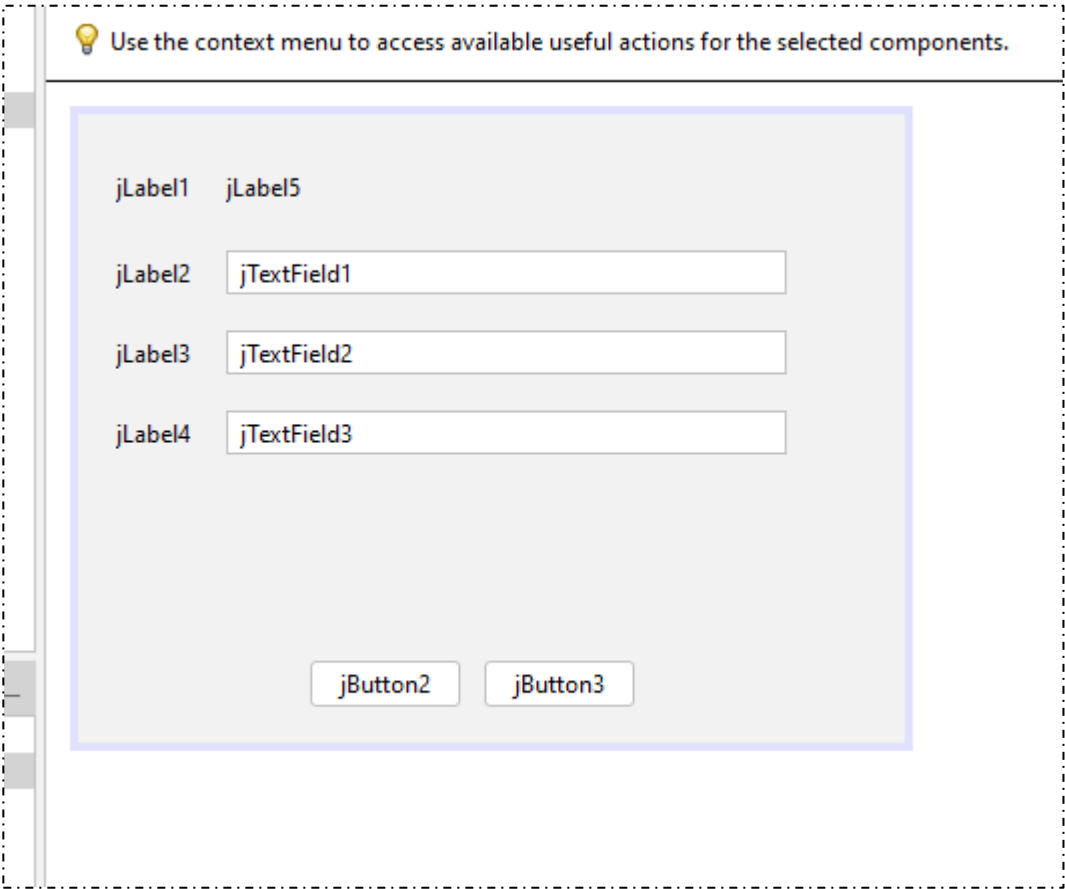 Use the context menu to access available useful actions for the selected components.
jLabel1 jLabel5
jLabel2 jTextField1
jLabel3 jTextField2
jLabel4 jTextField3
jButton2 jButton3